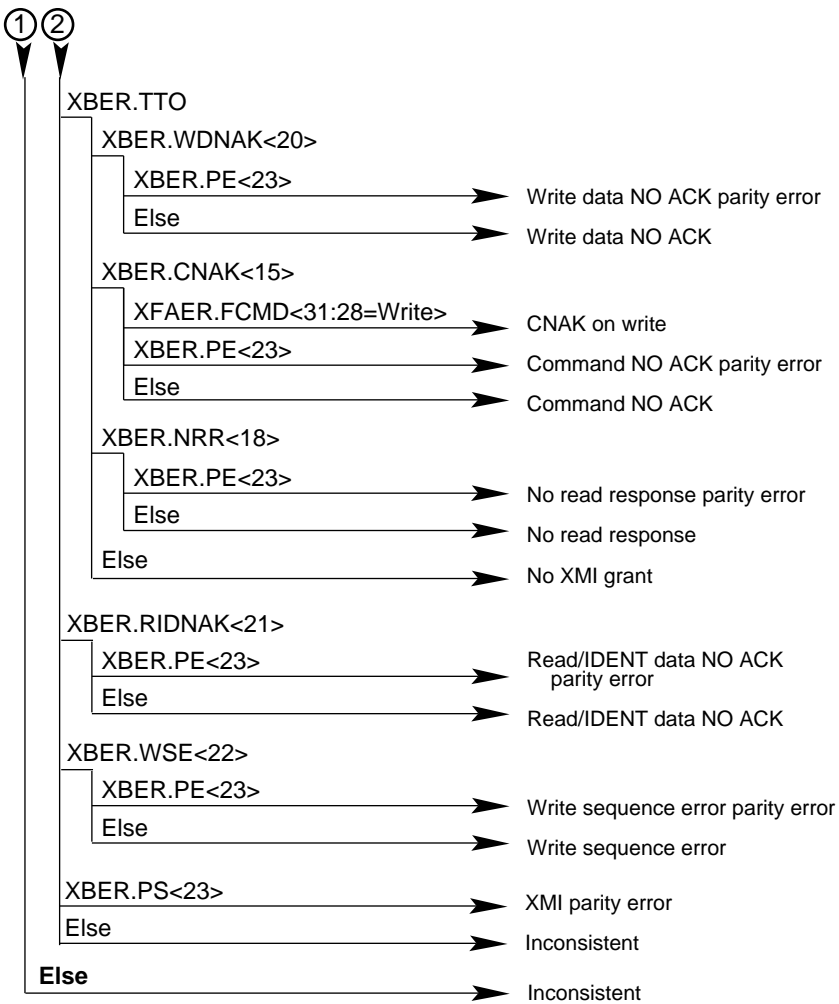 1 2
XBER.TTO
XBER.WDNAK<20>
XBER.PE<23>
Write data NO ACK parity error
Else
Write data NO ACK
XBER.CNAK<15>
XFAER.FCMD<31:28=Write>
CNAK on write
XBER.PE<23>
Command NO ACK parity error
Else
Command NO ACK
XBER.NRR<18>
XBER.PE<23>
No read response parity error
Else
No read response
Else
No XMI grant
XBER.RIDNAK<21>
XBER.PE<23>
Read/IDENT data NO ACK
parity error
Else
Read/IDENT data NO ACK
XBER.WSE<22>
XBER.PE<23>
Write sequence error parity error
Else
Write sequence error
XBER.PS<23>
XMI parity error
Else
Inconsistent
Else
Inconsistent